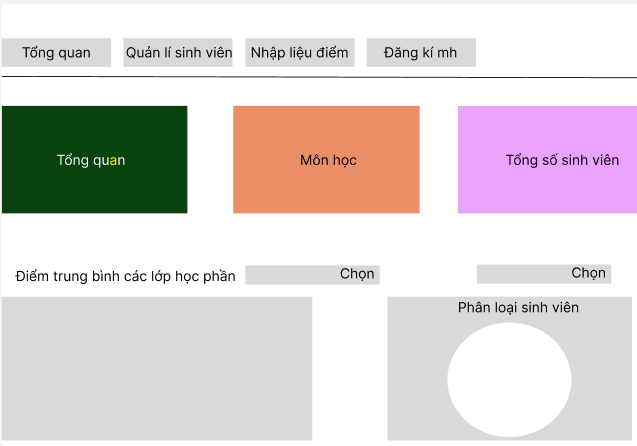 Tổng quan
Quản lí sinh viên
Nhập liệu điểm
Đăng kí mh
Tổng quan
Môn học
Tổng số sinh viên
Điểm trung bình các lớp học phần
Chọn
Chọn
Phân loại sinh viên